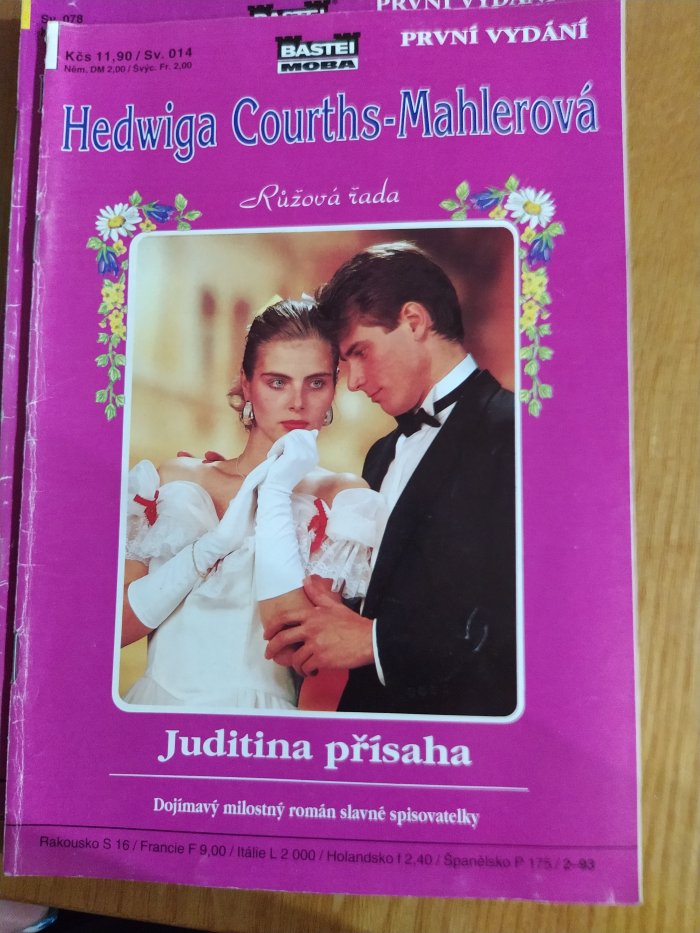 Sv. 078
PRVNÍ VYDÁNÍ
Kčs 11,90 / Sv. 014
Něm. DM 2,00 / Švýc. Fr. 2,00
BASTEI
MOBA
PRVNÍ VYDÁNÍ
Hedwiga Courths-Mahlerová
Růžová řada
Juditina přísaha
Dojímavý milostný román slavné spisovatelky
Rakousko S 16 / Francie F 9,00 / Itálie L 2 000 / Holandsko f 2,40 / Španělsko P 175 / 2-93